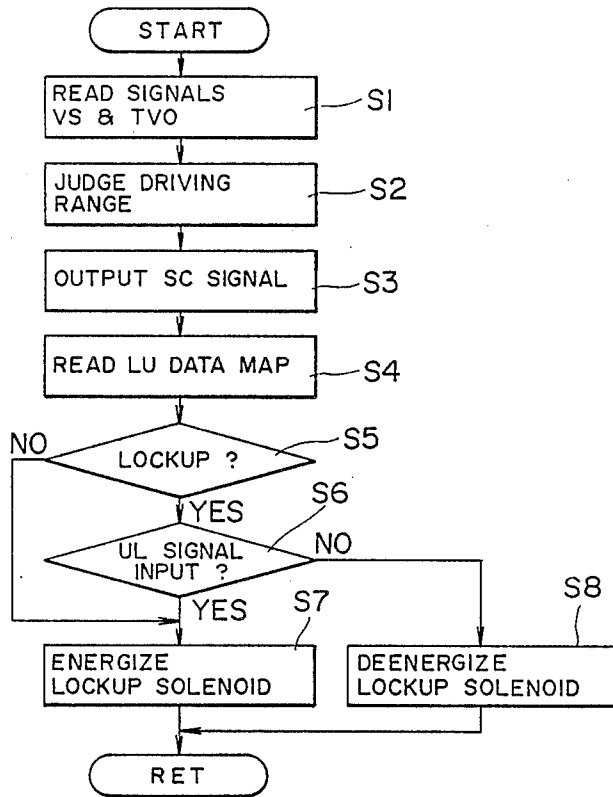 START
READ SIGNALS
VS & TVO
S1
JUDGE DRIVING
RANGE
S2
OUTPUT SC SIGNAL
S3
READ LU DATA MAP
S4
NO
LOCKUP ?
S5
YES
S6
UL SIGNAL
INPUT ?
NO
YES
S7
S8
ENERGIZE
LOCKUP SOLENOID
DEENERGIZE
LOCKUP SOLENOID
RET